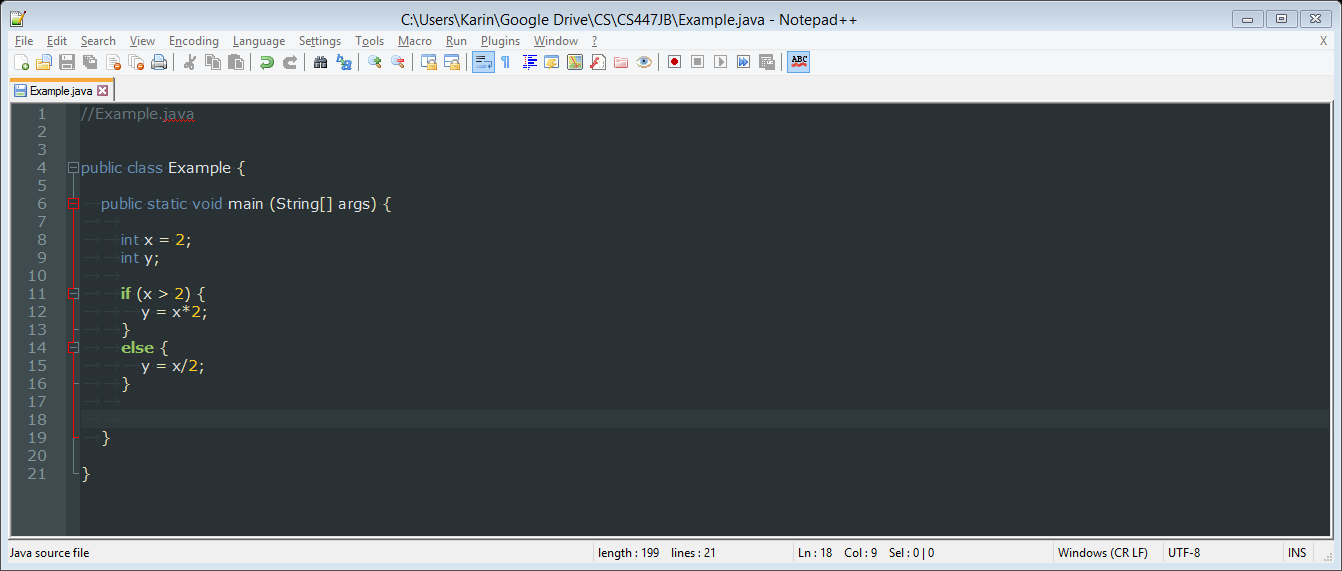 C:\Users\Karin\Google Drive\CS\CS447JB\Example.java - Notepad++
File Edit Search View Encoding Language Settings Tools Macro Run Plugins Window ? X
ABC
Example.java
1 //Example.java
2
3
4 public class Example {
5
6 public static void main (String[] args) {
7
8 int x = 2;
9 int y;
10
11 if (x > 2) {
12 y = x*2;
13 }
14 else {
15 y = x/2;
16 }
17
18
19 }
20
21 }
Java source file length : 199 lines : 21 Ln : 18 Col : 9 Sel : 0 | 0 Windows (CR LF) UTF-8 INS